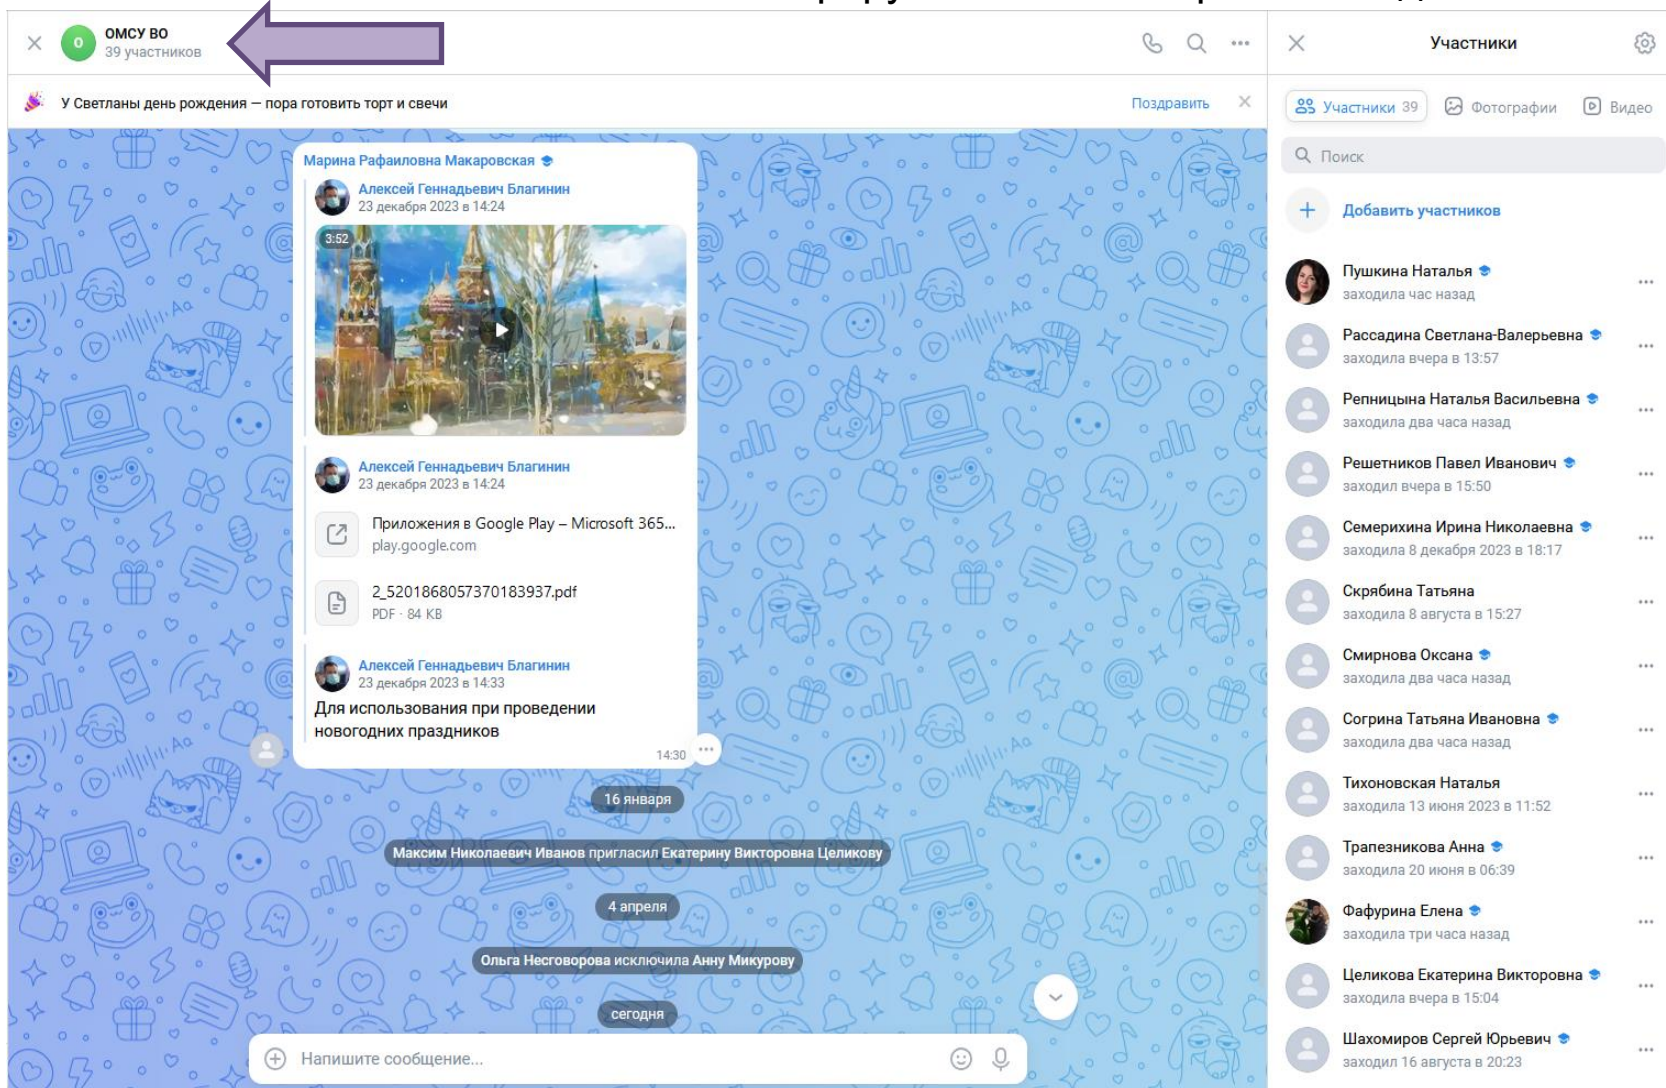 ОМСУ ВО
39 участников
У Светланы день рождения — пора готовить торт и свечи
Поздравить
Марина Рафаиловна Макаровская
Алексей Геннадьевич Благинин
23 декабря 2023 в 14:24
3:52
Алексей Геннадьевич Благинин
23 декабря 2023 в 14:24
Приложения в Google Play – Microsoft 365...
play.google.com
2_5201868057370183937.pdf
PDF · 84 KB
Алексей Геннадьевич Благинин
23 декабря 2023 в 14:33
Для использования при проведении
новогодних праздников
14:30
16 января
Максим Николаевич Иванов пригласил Екатерину Викторовна Целикову
4 апреля
Ольга Несговорова исключила Анну Микурову
сегодня
Напишите сообщение...
Участники
Участники 39
Фотографии
Видео
Поиск
Добавить участников
Пушкина Наталья
заходила час назад
Рассадина Светлана-Валерьевна
заходила вчера в 13:57
Репницына Наталья Васильевна
заходила два часа назад
Решетников Павел Иванович
заходил вчера в 15:50
Семерихина Ирина Николаевна
заходила 8 декабря 2023 в 18:17
Скрябина Татьяна
заходила 8 августа в 15:27
Смирнова Оксана
заходила два часа назад
Согрина Татьяна Ивановна
заходила два часа назад
Тихоновская Наталья
заходила 13 июня 2023 в 11:52
Трапезникова Анна
заходила 20 июня в 06:39
Фафурина Елена
заходила три часа назад
Целикова Екатерина Викторовна
заходила вчера в 15:04
Шахомиров Сергей Юрьевич
заходил 16 августа в 20:23